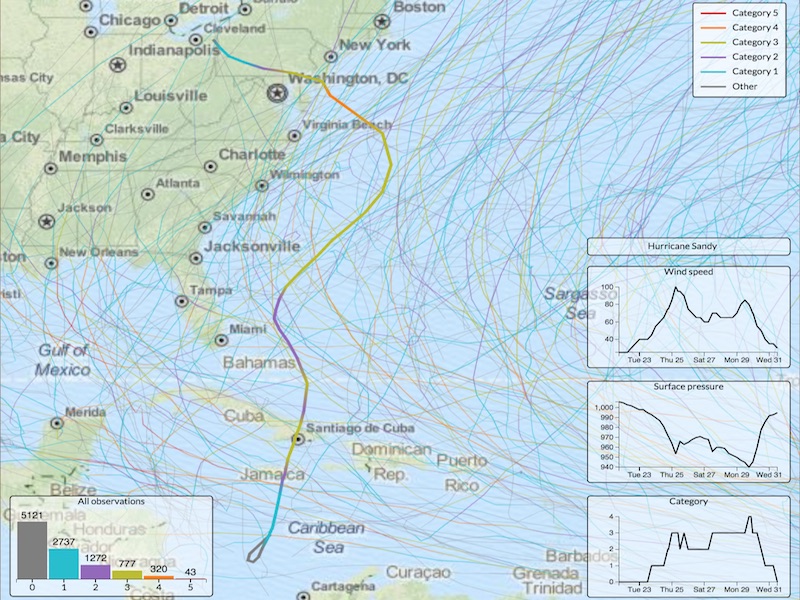 Detroit
Buffalo
Boston
Chicago
Cleveland
Indianapolis
New York
Kansas City
Washington, DC
Louisville
Virginia Beach
Clarksville
a City
Memphis
Charlotte
Atlanta
Wilmington
Jackson
Savannah
ston
New Orleans
Jacksonville
risti
Tampa
Sargasso
Sea
Miami
Gulf of
Mexico
Bahamas
Merida
Cuba
Santiago de Cuba
Dominican
Rep.
Puerto
Rico
Jamaica
Belize
Guatemala
Honduras
Caribbean
Sea
Barbados
Curaçao
Grenada
Trinidad
Cartagena
Costa
Category 5
Category 4
Category 3
Category 2
Category 1
Other
Hurricane Sandy
Wind speed
100
80
60
40
Tue 23 Thu 25 Sat 27 Mon 29 Wed 31
Surface pressure
1,000
990
980
970
960
950
940
Tue 23 Thu 25 Sat 27 Mon 29 Wed 31
Category
4
3
2
1
0
Tue 23 Thu 25 Sat 27 Mon 29 Wed 31
All observations
5121 2737 1272 777 320 43
0 1 2 3 4 5